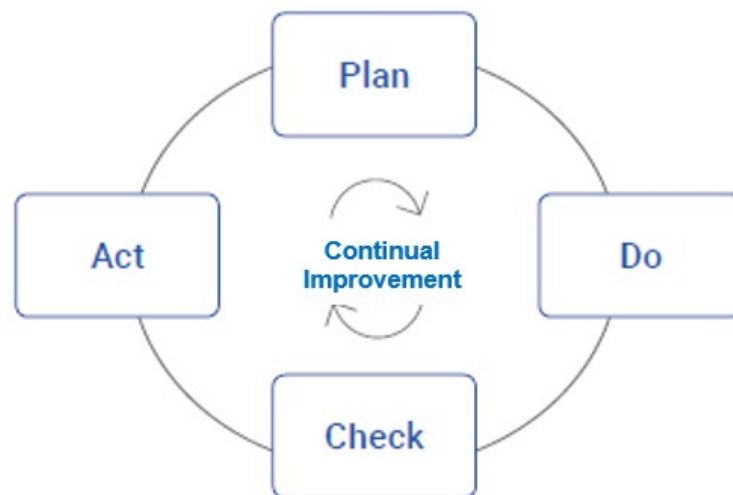 Plan
Act
Continual
Improvement
Do
Check